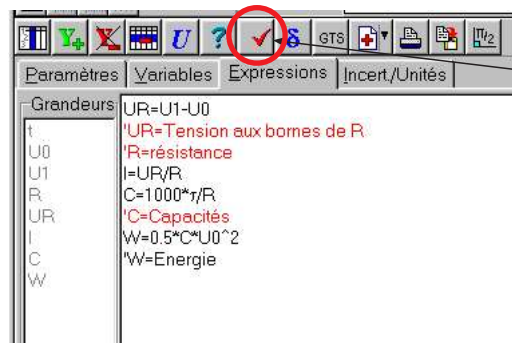 Y+ X U ? δ GTS Π/2
Paramètres Variables Expressions Incert./Unités
Grandeurs
t
U0
U1
R
UR
I
C
W
UR=U1-U0
'UR=Tension aux bornes de R
'R=résistance
I=UR/R
C=1000*τ/R
'C=Capacités
W=0.5*C*U0^2
'W=Energie